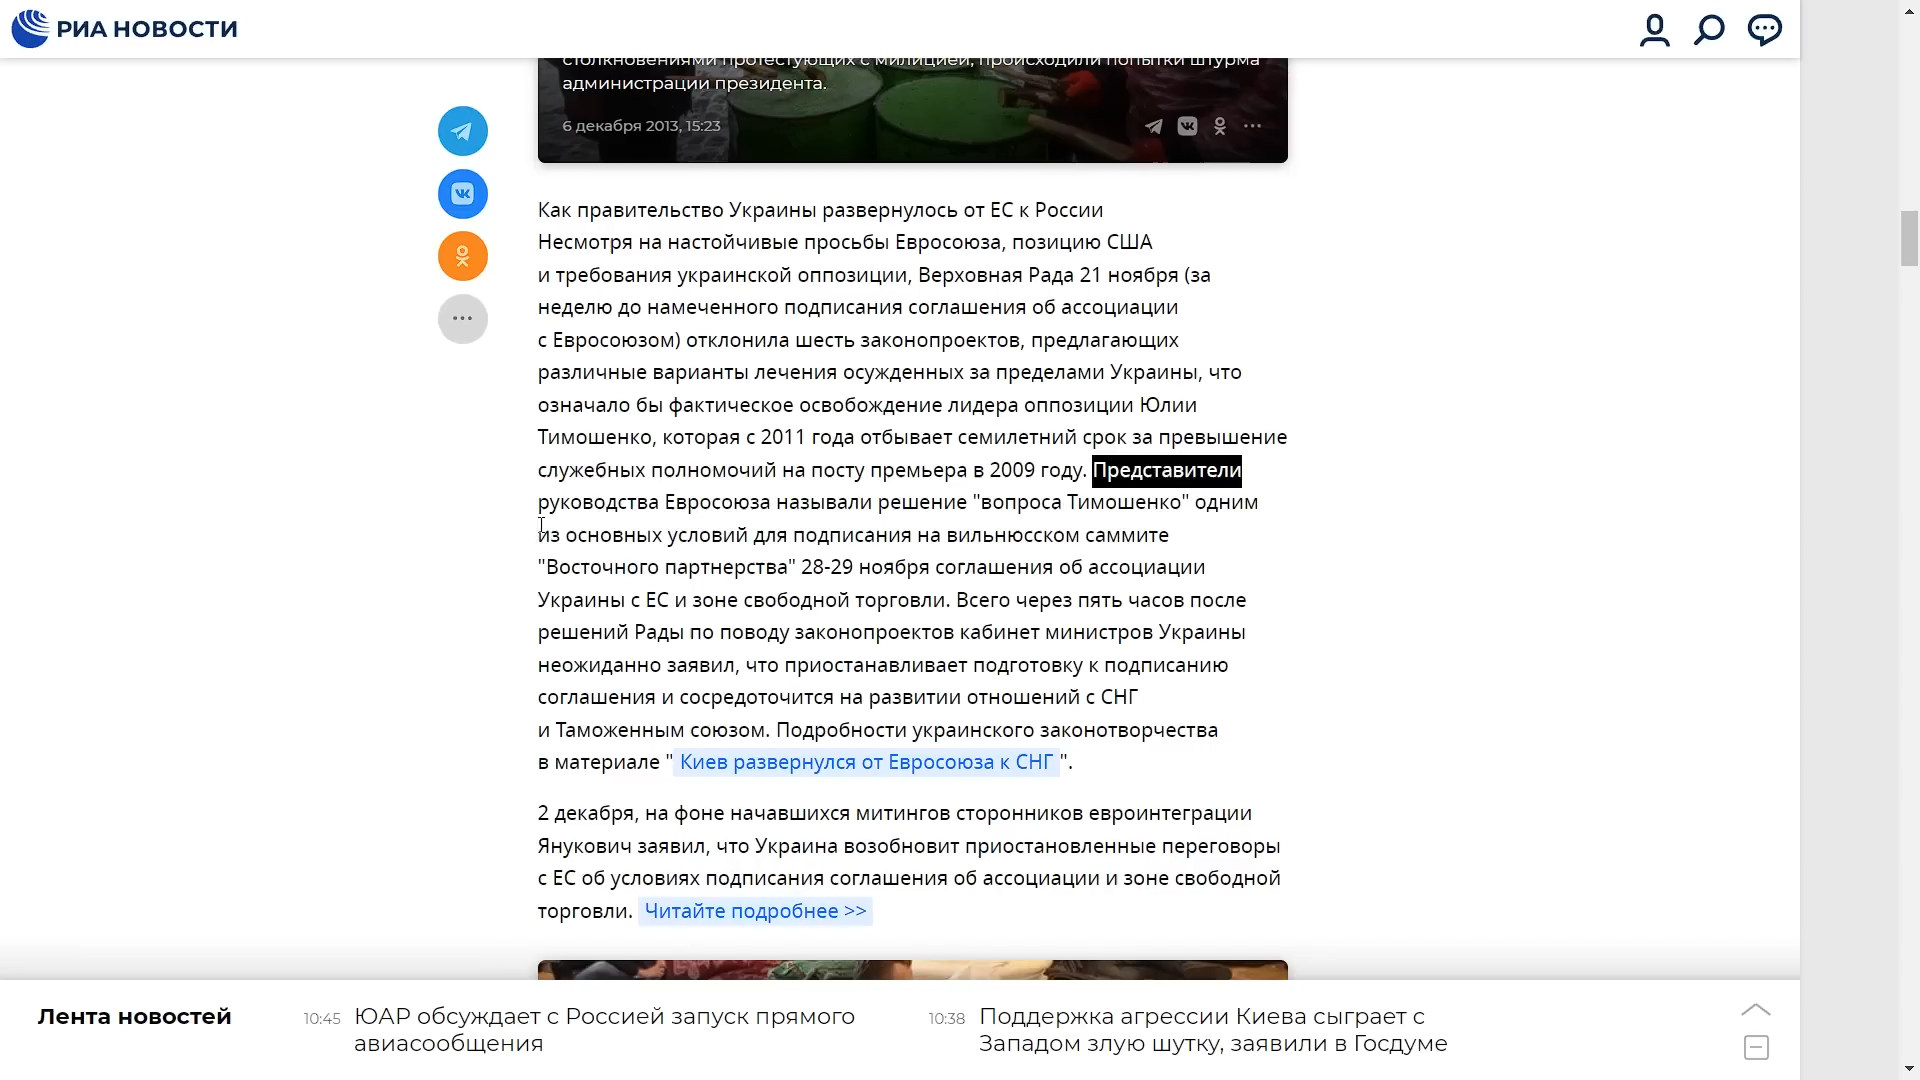 РИА НОВОСТИ
столкновениями протестующих с милицией, происходили попытки штурма
администрации президента.
6 декабря 2013, 15:23
Как правительство Украины развернулось от ЕС к России
Несмотря на настойчивые просьбы Евросоюза, позицию США
и требования украинской оппозиции, Верховная Рада 21 ноября (за
неделю до намеченного подписания соглашения об ассоциации
с Евросоюзом) отклонила шесть законопроектов, предлагающих
различные варианты лечения осужденных за пределами Украины, что
означало бы фактическое освобождение лидера оппозиции Юлии
Тимошенко, которая с 2011 года отбывает семилетний срок за превышение
служебных полномочий на посту премьера в 2009 году. Представители
руководства Евросоюза называли решение "вопроса Тимошенко" одним
из основных условий для подписания на вильнюсском саммите
"Восточного партнерства" 28-29 ноября соглашения об ассоциации
Украины с ЕС и зоне свободной торговли. Всего через пять часов после
решений Рады по поводу законопроектов кабинет министров Украины
неожиданно заявил, что приостанавливает подготовку к подписанию
соглашения и сосредоточится на развитии отношений с СНГ
и Таможенным союзом. Подробности украинского законотворчества
в материале " Киев развернулся от Евросоюза к СНГ ".
2 декабря, на фоне начавшихся митингов сторонников евроинтеграции
Янукович заявил, что Украина возобновит приостановленные переговоры
с ЕС об условиях подписания соглашения об ассоциации и зоне свободной
торговли. Читайте подробнее >>
Лента новостей
10:45 ЮАР обсуждает с Россией запуск прямого
авиасообщения
10:38 Поддержка агрессии Киева сыграет с
Западом злую шутку, заявили в Госдуме